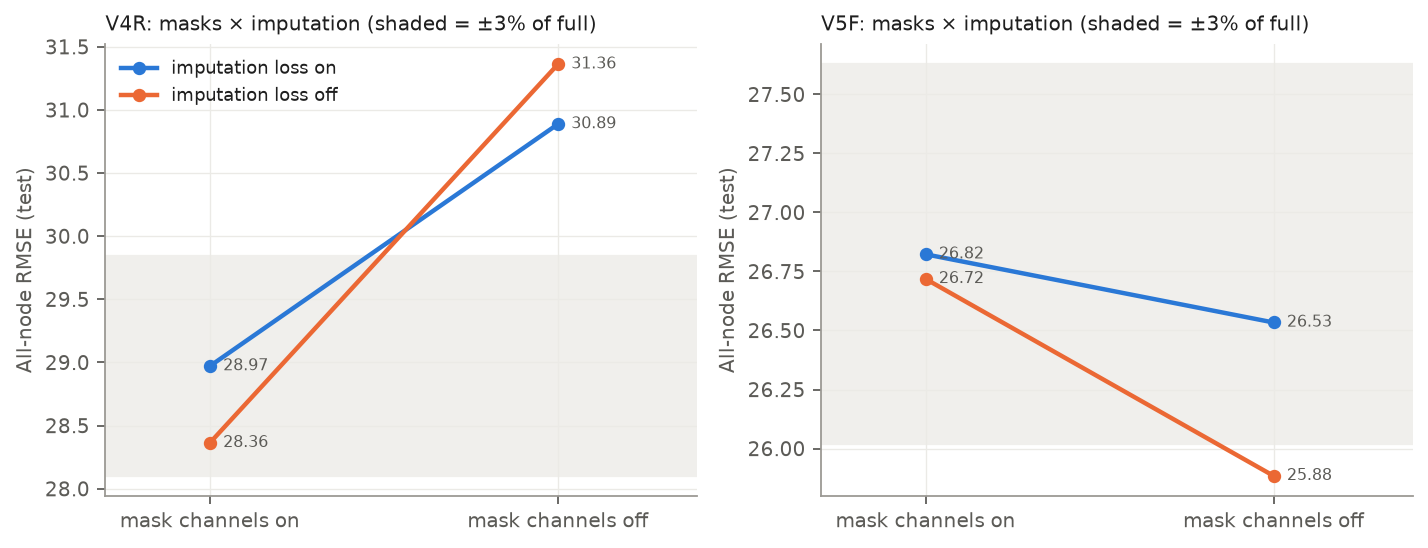 V4R: masks × imputation (shaded = ±3% of full)
31.5
31.0
30.5
30.0
29.5
29.0
28.5
28.0
All-node RMSE (test)
imputation loss on
imputation loss off
31.36
30.89
28.97
28.36
mask channels on
mask channels off
V5F: masks × imputation (shaded = ±3% of full)
27.50
27.25
27.00
26.75
26.50
26.25
26.00
All-node RMSE (test)
26.82
26.72
26.53
25.88
mask channels on
mask channels off